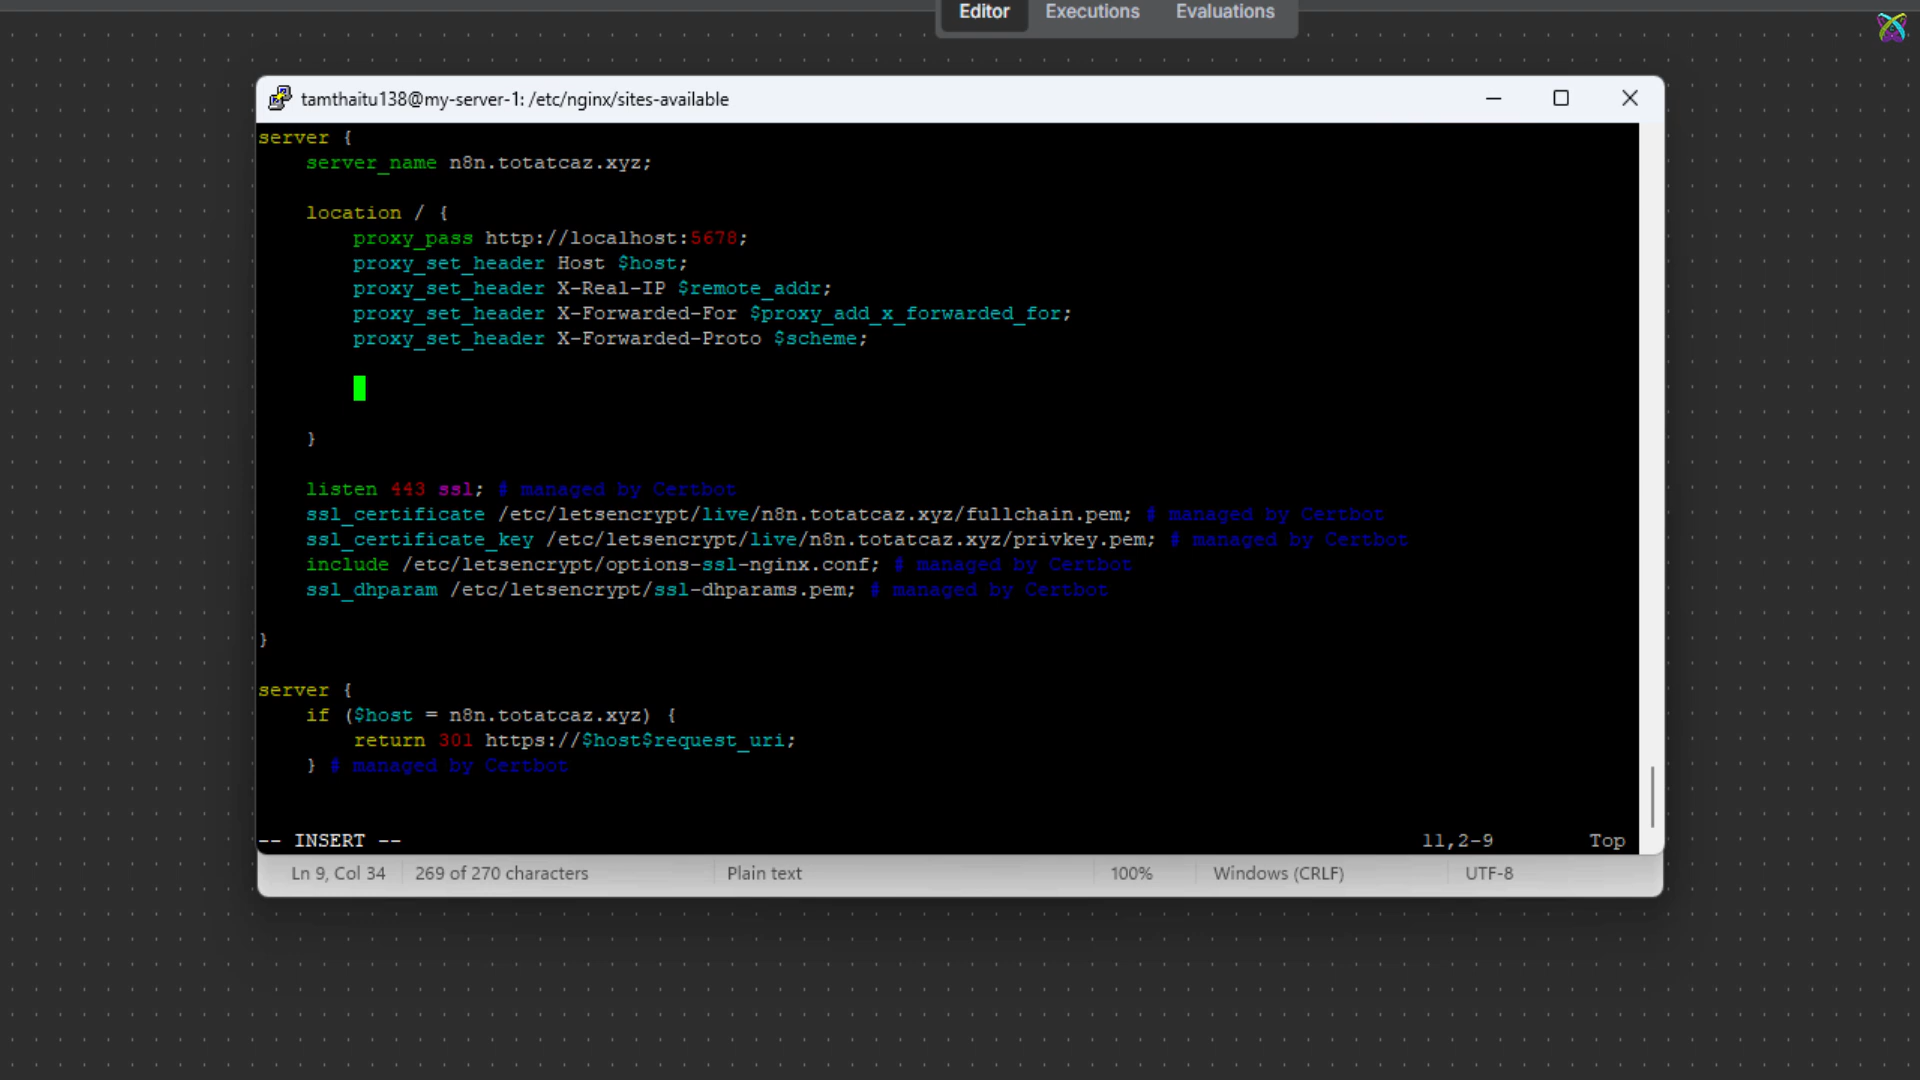 Editor Executions Evaluations
tamthaitu138@my-server-1: /etc/nginx/sites-available
server {
server_name n8n.totatcaz.xyz;
location / {
proxy_pass http://localhost:5678;
proxy_set_header Host $host;
proxy_set_header X-Real-IP $remote_addr;
proxy_set_header X-Forwarded-For $proxy_add_x_forwarded_for;
proxy_set_header X-Forwarded-Proto $scheme;
}
listen 443 ssl; # managed by Certbot
ssl_certificate /etc/letsencrypt/live/n8n.totatcaz.xyz/fullchain.pem; # managed by Certbot
ssl_certificate_key /etc/letsencrypt/live/n8n.totatcaz.xyz/privkey.pem; # managed by Certbot
include /etc/letsencrypt/options-ssl-nginx.conf; # managed by Certbot
ssl_dhparam /etc/letsencrypt/ssl-dhparams.pem; # managed by Certbot
}
server {
if ($host = n8n.totatcaz.xyz) {
return 301 https://$host$request_uri;
} # managed by Certbot
-- INSERT -- 11,2-9 Top
Ln 9, Col 34 269 of 270 characters Plain text 100% Windows (CRLF) UTF-8